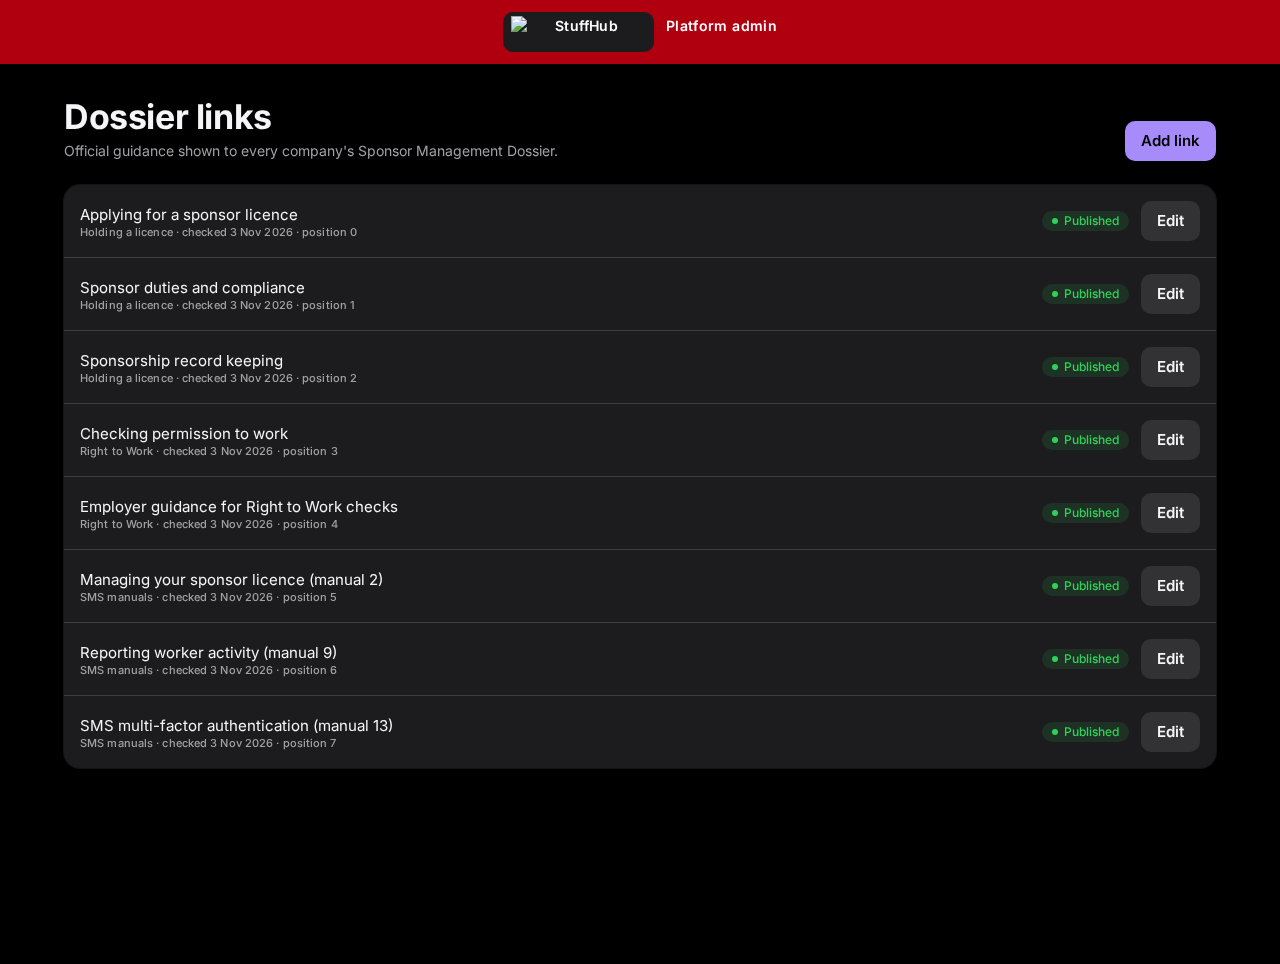 StuffHub Platform admin
Dossier links
Official guidance shown to every company's Sponsor Management Dossier.
Add link
Applying for a sponsor licence
Holding a licence · checked 3 Nov 2026 · position 0
Published
Edit
Sponsor duties and compliance
Holding a licence · checked 3 Nov 2026 · position 1
Published
Edit
Sponsorship record keeping
Holding a licence · checked 3 Nov 2026 · position 2
Published
Edit
Checking permission to work
Right to Work · checked 3 Nov 2026 · position 3
Published
Edit
Employer guidance for Right to Work checks
Right to Work · checked 3 Nov 2026 · position 4
Published
Edit
Managing your sponsor licence (manual 2)
SMS manuals · checked 3 Nov 2026 · position 5
Published
Edit
Reporting worker activity (manual 9)
SMS manuals · checked 3 Nov 2026 · position 6
Published
Edit
SMS multi-factor authentication (manual 13)
SMS manuals · checked 3 Nov 2026 · position 7
Published
Edit